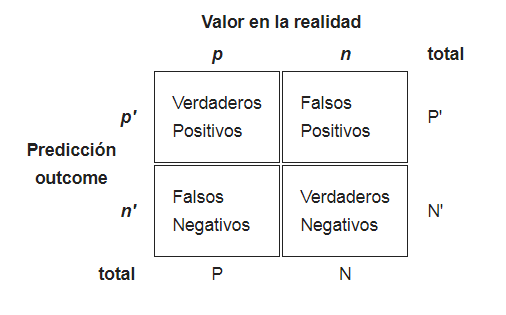 Valor en la realidad
p n total
Verdaderos Falsos
p' P'
Positivos Positivos
Predicción
outcome
Falsos Verdaderos
n' N'
Negativos Negativos
total P N